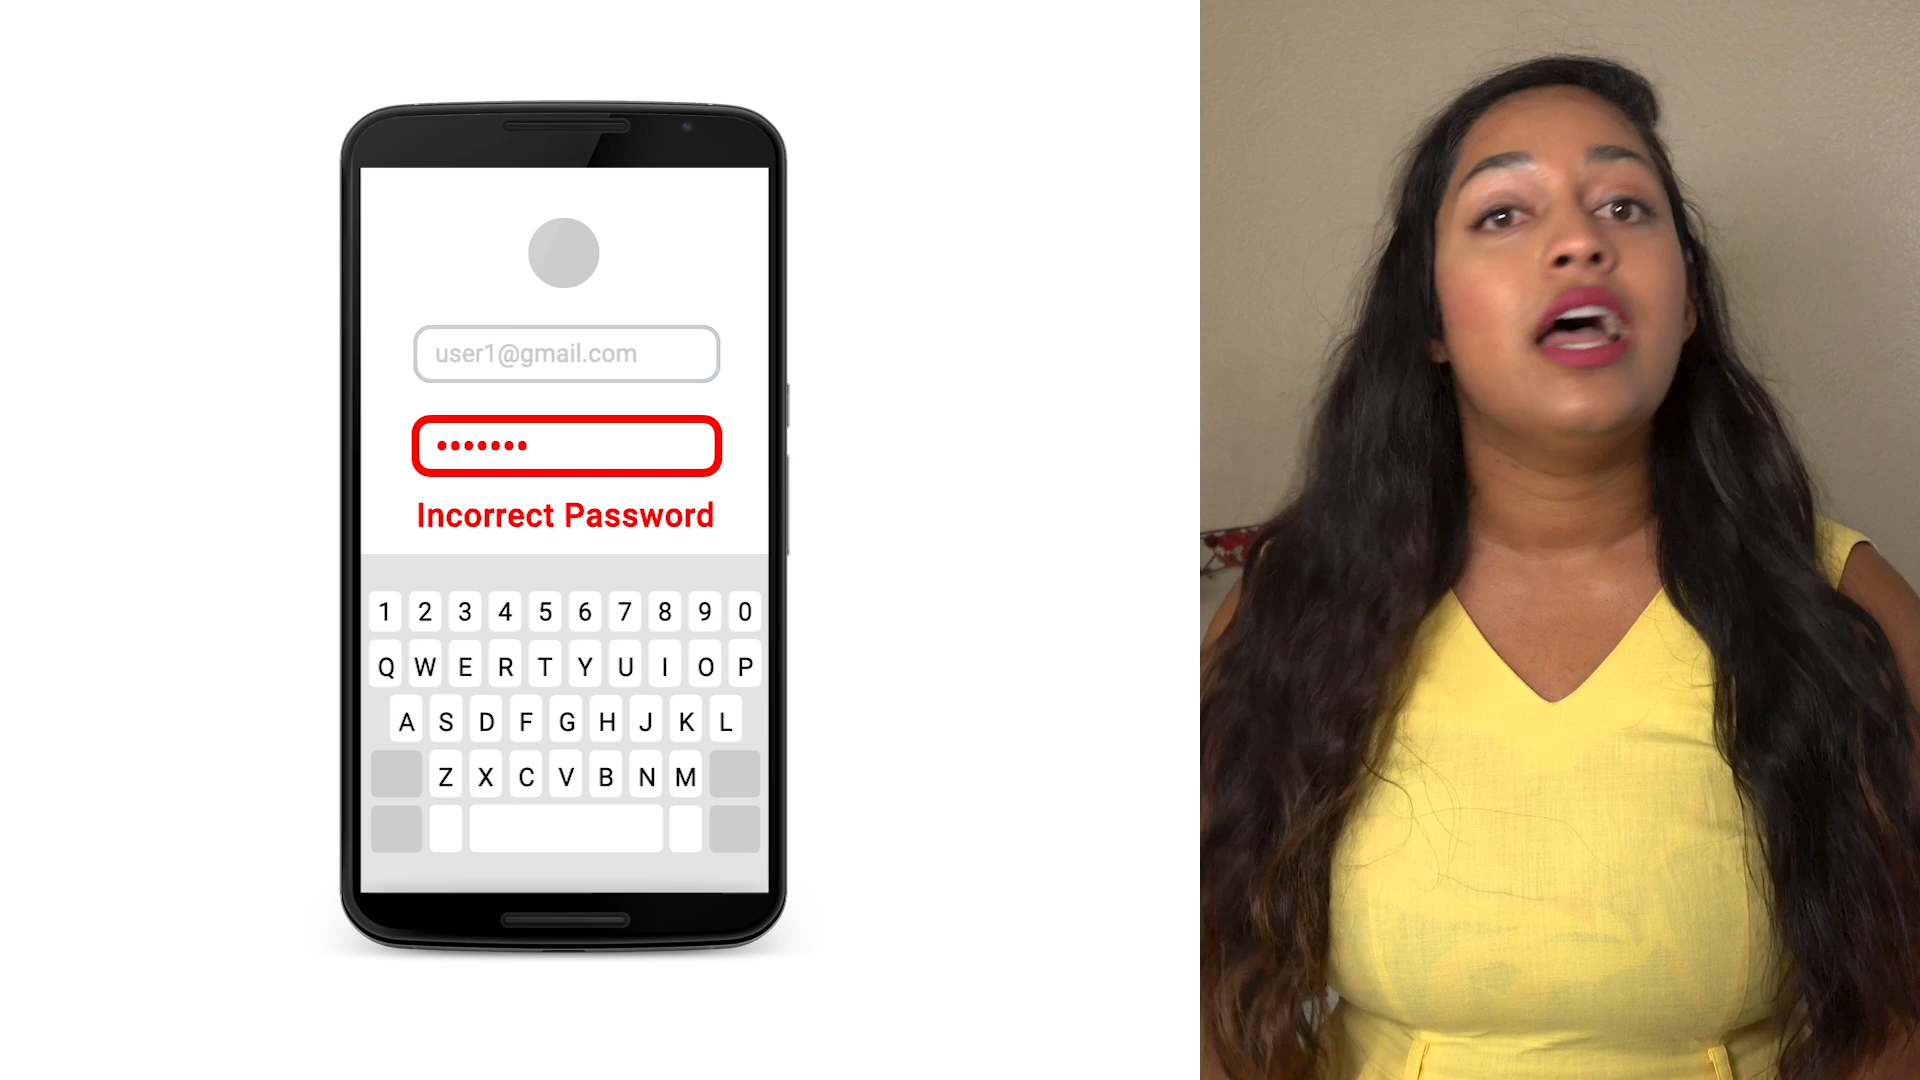 user1@gmail.com
•••••••
Incorrect Password
1 2 3 4 5 6 7 8 9 0
Q W E R T Y U I O P
A S D F G H J K L
Z X C V B N M